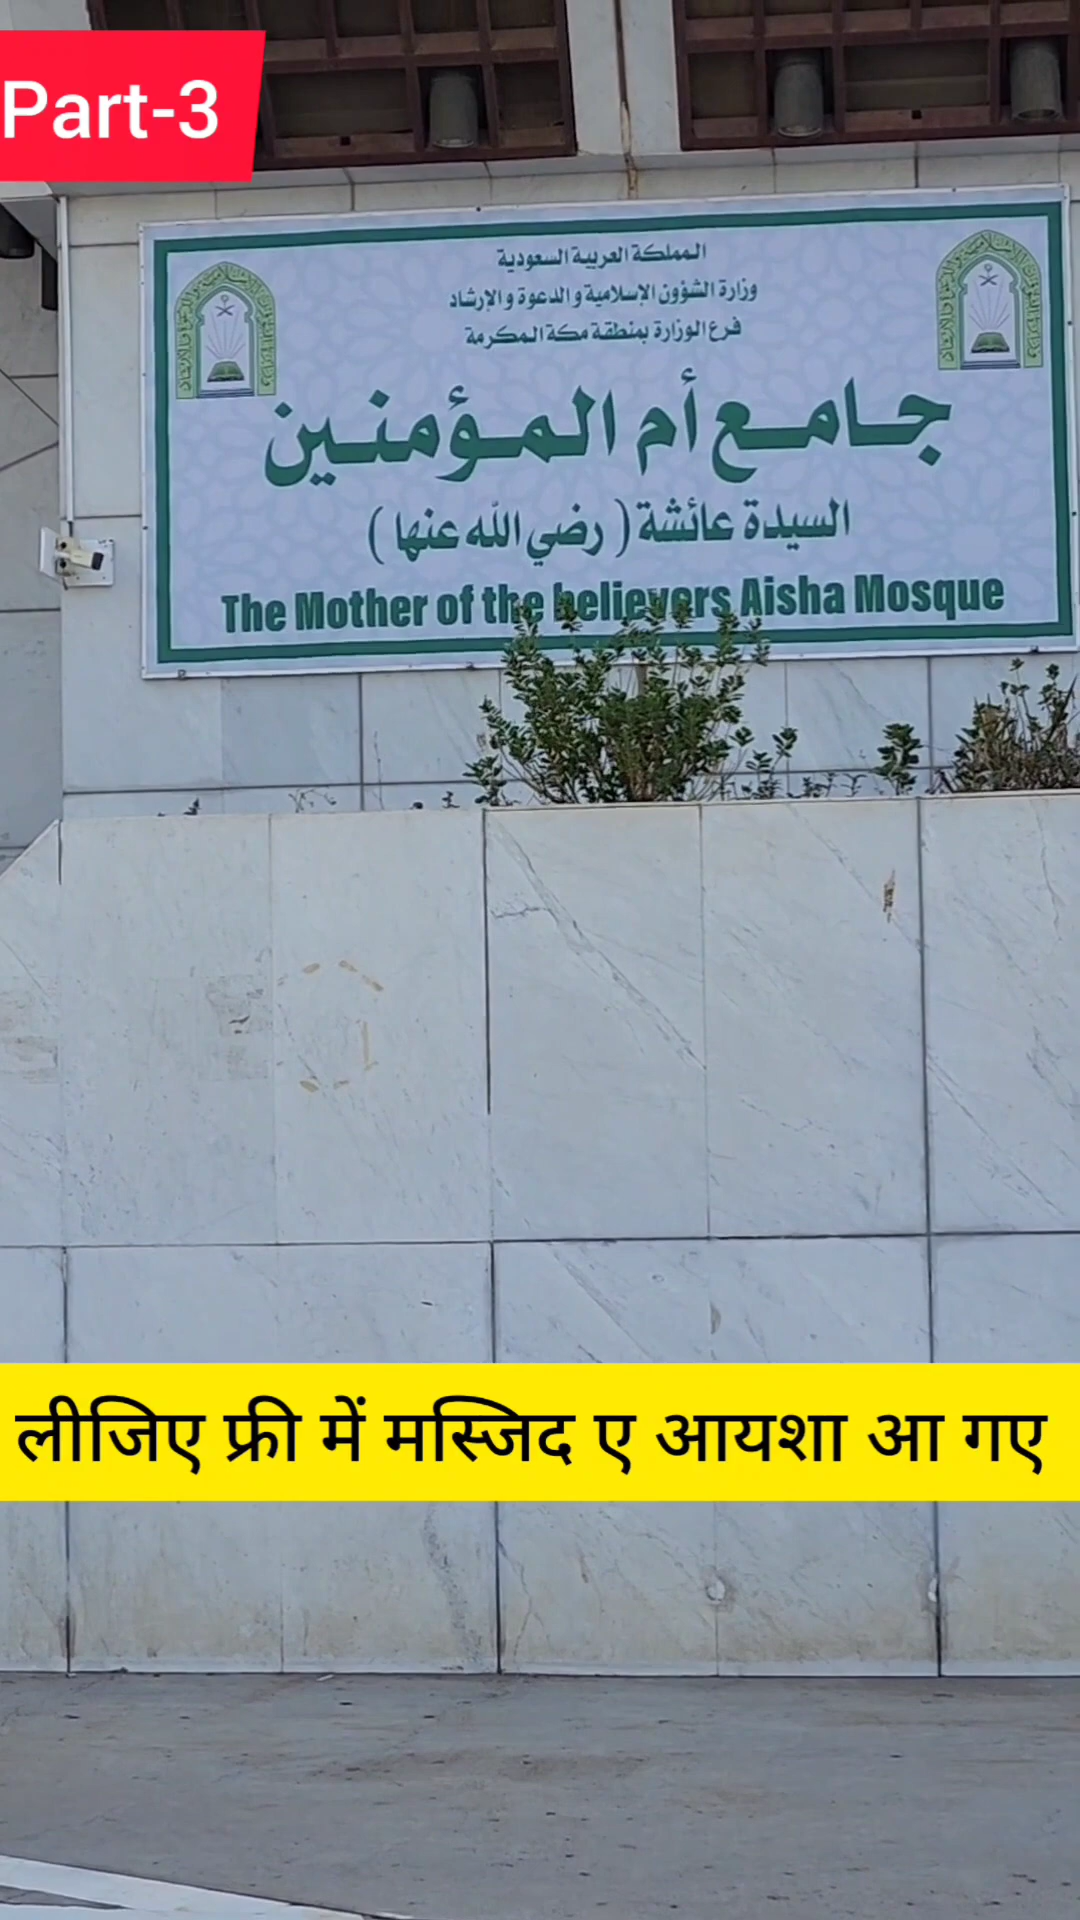 Part-3
المملكة العربية السعودية
وزارة الشؤون الإسلامية والدعوة والإرشاد
فرع الوزارة بمنطقة مكة المكرمة
جامع أم المؤمنين
السيدة عائشة (رضي الله عنها)
The Mother of the believers Aisha Mosque
लीजिए फ्री में मस्जिद ए आयशा आ गए